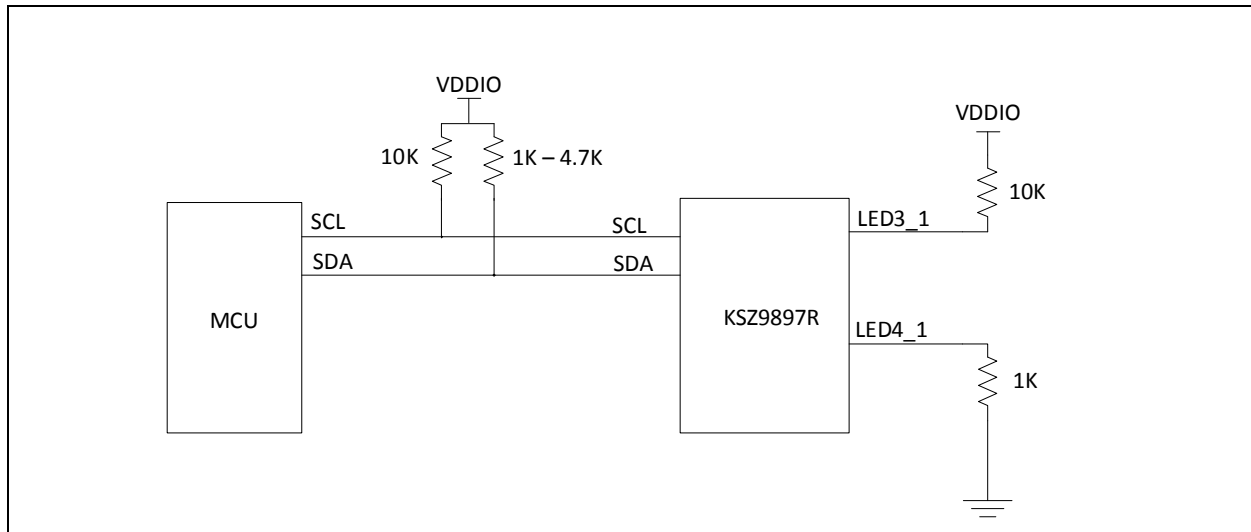 VDDIO
VDDIO
10K
1K – 4.7K
10K
SCL
SCL
LED3_1
SDA
SDA
MCU
KSZ9897R
LED4_1
1K